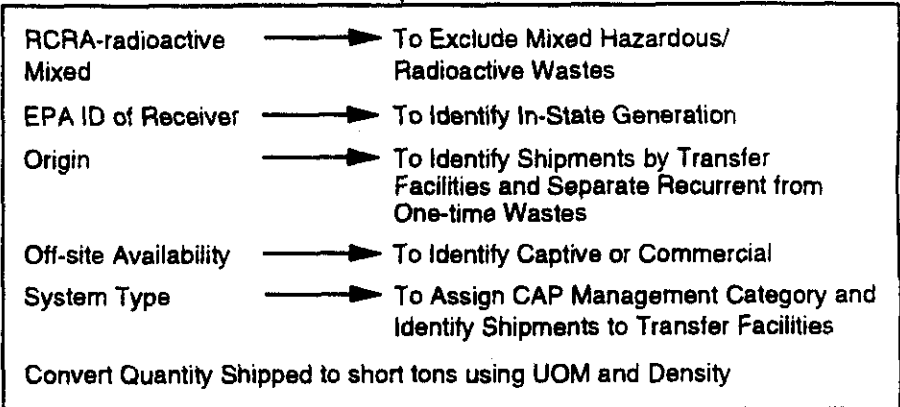 RCRA-radioactive To Exclude Mixed Hazardous/
Mixed Radioactive Wastes
EPA ID of Receiver To Identify In-State Generation
Origin To Identify Shipments by Transfer
Facilities and Separate Recurrent from
One-time Wastes
Off-site Availability To Identify Captive or Commercial
System Type To Assign CAP Management Category and
Identify Shipments to Transfer Facilities
Convert Quantity Shipped to short tons using UOM and Density